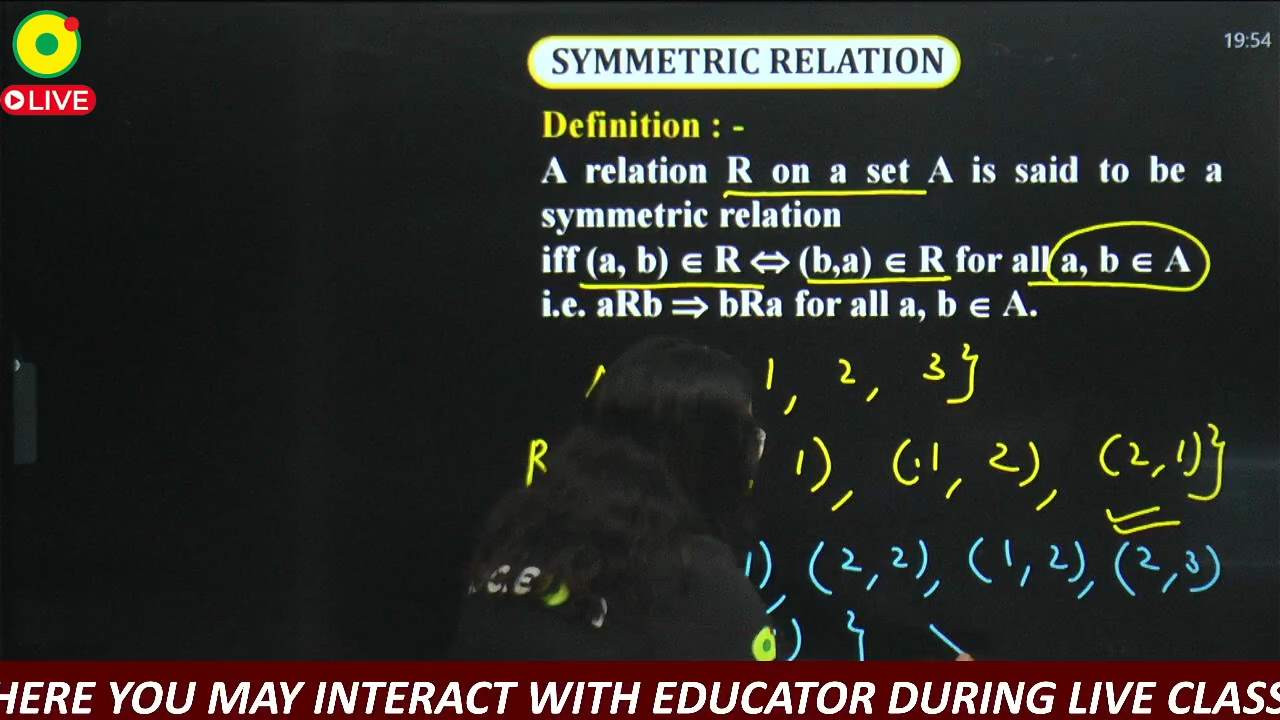 19:54
LIVE
SYMMETRIC RELATION
Definition : -
A relation R on a set A is said to be a
symmetric relation
iff (a, b) ∈ R ⇔ (b,a) ∈ R for all a, b ∈ A
i.e. aRb ⇒ bRa for all a, b ∈ A.
1, 2, 3}
R 1), (1, 2), (2,1)}
1), (2,2), (1,2), (2,3)
) }
HERE YOU MAY INTERACT WITH EDUCATOR DURING LIVE CLASS